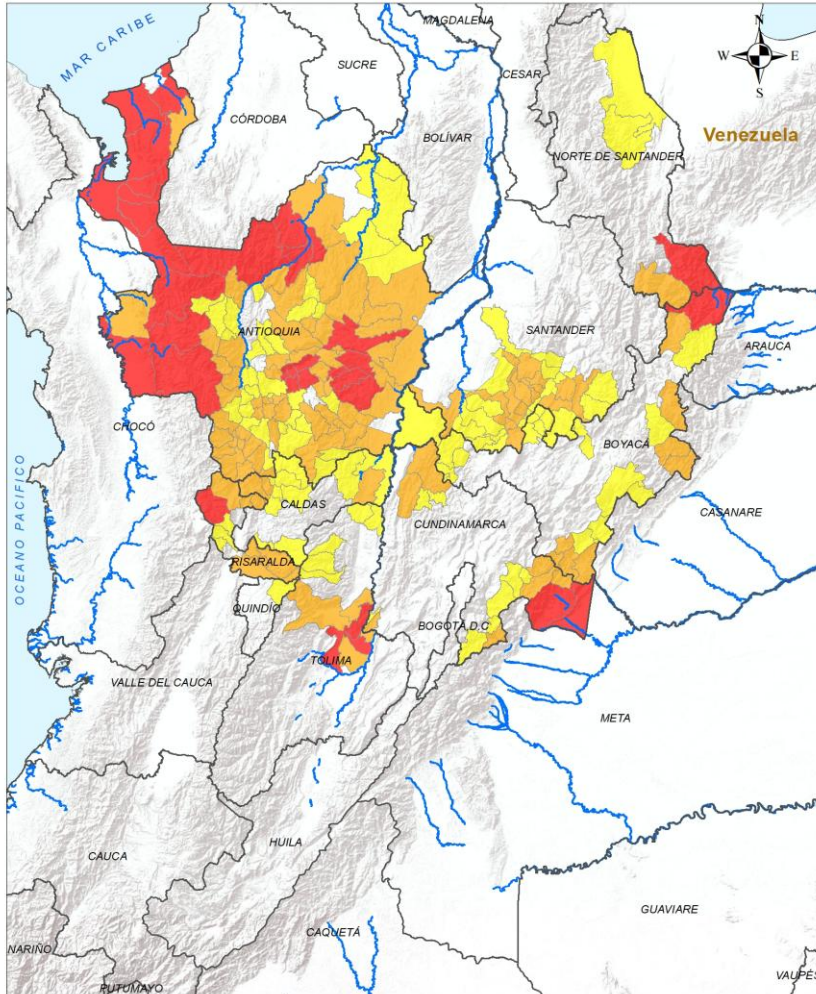 MAGDALENA
N
W E
S
MAR CARIBE
SUCRE
CESAR
CÓRDOBA
BOLÍVAR
Venezuela
NORTE DE SANTANDER
ANTIOQUIA
SANTANDER
ARAUCA
CHOCÓ
BOYACÁ
OCEANO PACIFICO
CALDAS
CASANARE
CUNDINAMARCA
RISARALDA
QUINDÍO
BOGOTÁ D.C
TOLIMA
VALLE DEL CAUCA
META
HUILA
CAUCA
GUAVIARE
CAQUETÁ
NARIÑO
PUTUMAYO
VAUPÉS